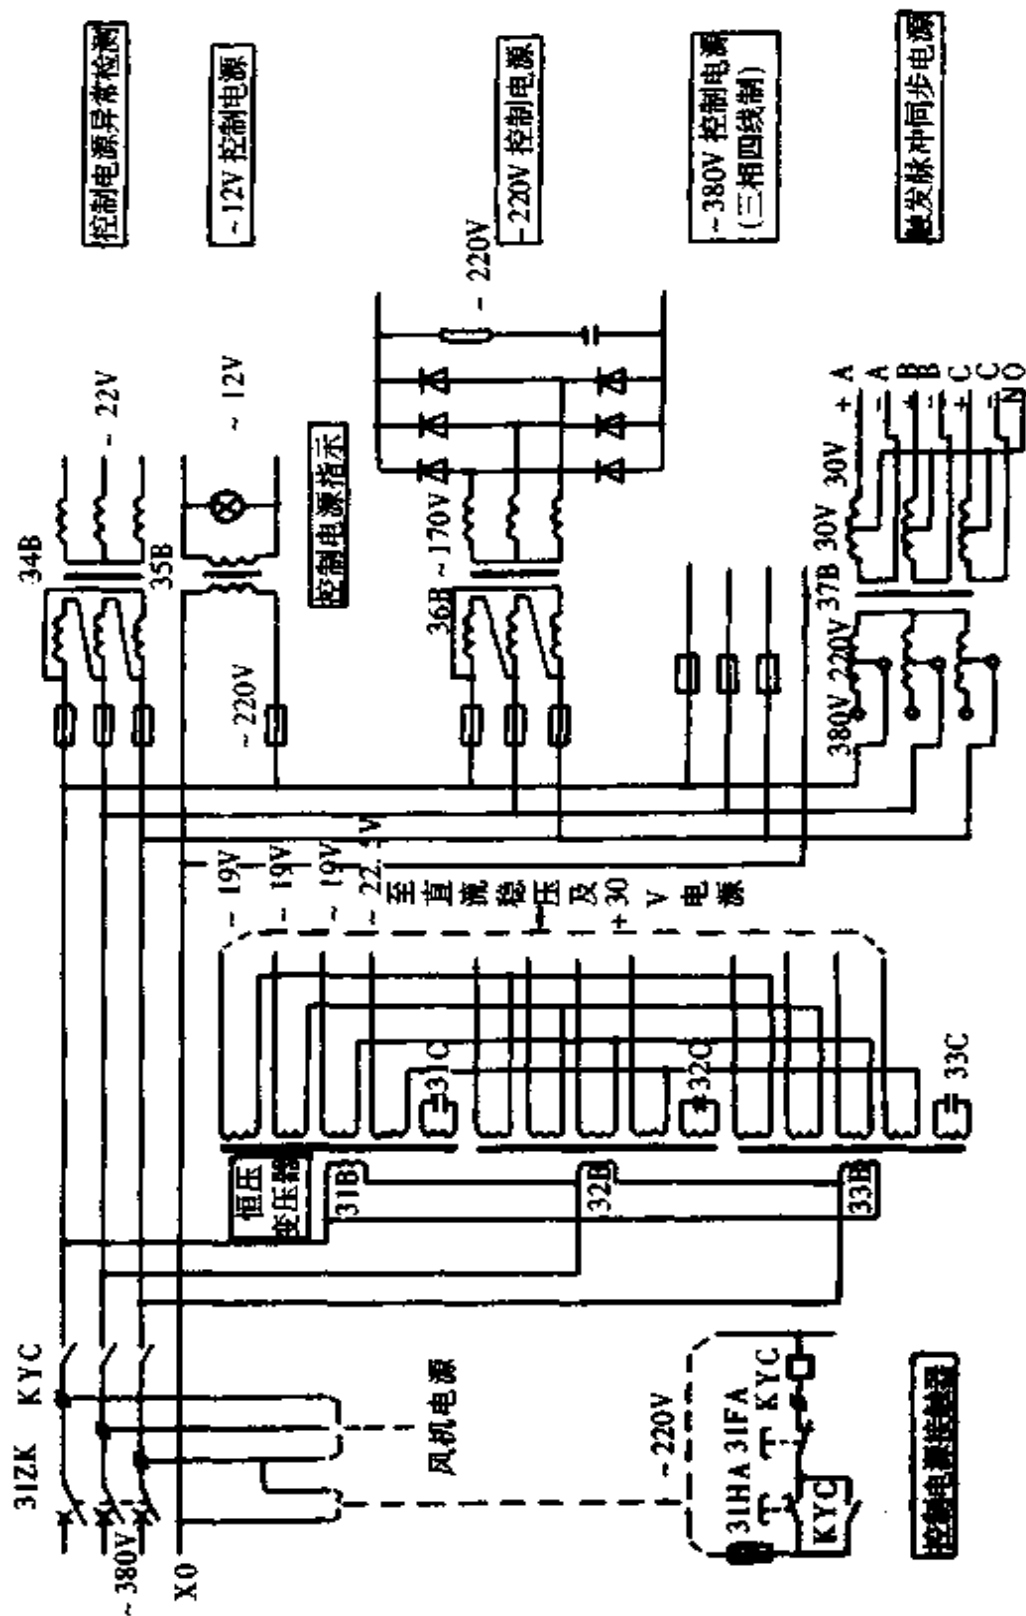 控制电源异常检测
~12V 控制电源
~220V 控制电源
~380V 控制电源
(三相四线制)
触发脉冲同步电源
~22V
34B
~12V
35B
控制电源指示
~220V
~220V
~170V
36B
+A
-A
+B
-B
+C
-C
NO
30V
30V
37B
220V
380V
~19V
~19V
~19V
~22.5V
至直流稳压及+30V电源
31C
32C
33C
恒压
变压器
31B
32B
33B
KYC
31ZK
~380V
X0
风机电源
~220V
31HA
31FA
KYC
KYC
控制电源接触器